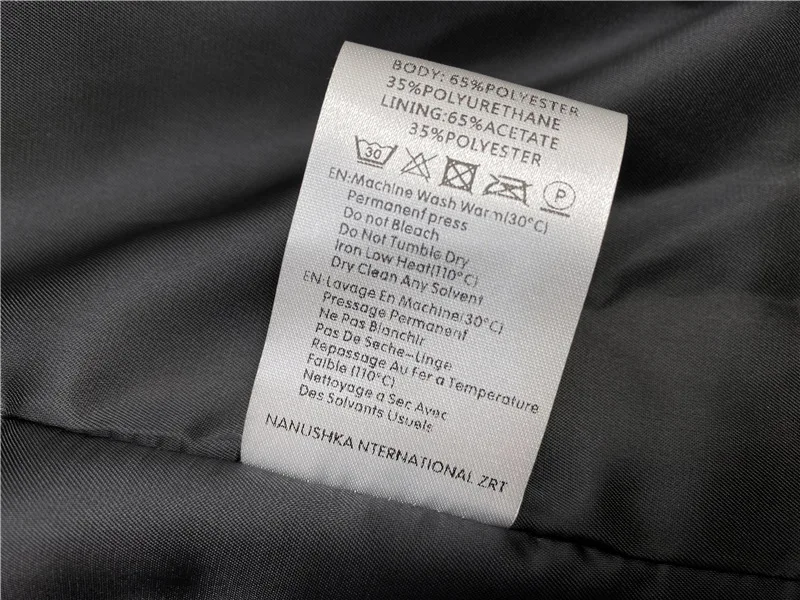 BODY: 65%POLYESTER
35%POLYURETHANE
LINING:65%ACETATE
35%POLYESTER
30 P
EN:Machine Wash Warm(30°C)
Permanent press
Do not Bleach
Do Not Tumble Dry
Iron Low Heat(110°C)
Dry Clean Any Solvent
EN:Lavage En Machine(30°C)
Pressage Permanent
Ne Pas Blanchir
Pas De Seche-Linge
Repassage Au Fer a Temperature
Faible (110°C)
Nettoyage a Sec Avec
Des Solvants Usuels
NANUSHKA NTERNATIONAL ZRT